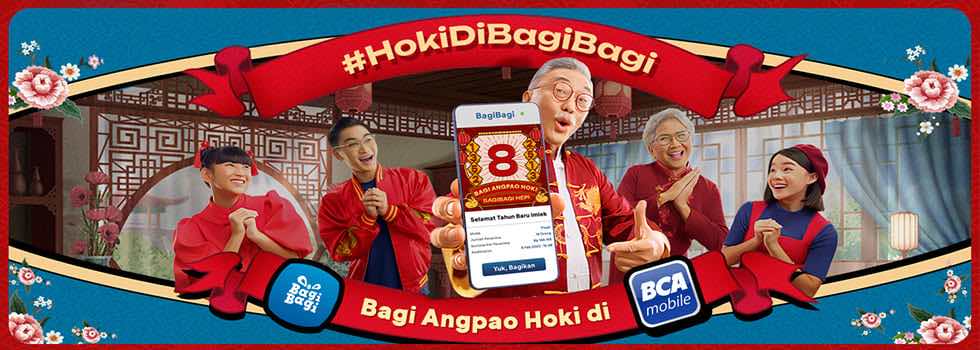 #HokiDiBagiBagi
BagiBagi
8
BAGI ANGPAO HOKI
BAGIBAGI HEPI
Selamat Tahun Baru Imlek
Yuk, Bagikan
Bagi
Bagi
Bagi Angpao Hoki di
BCA
mobile